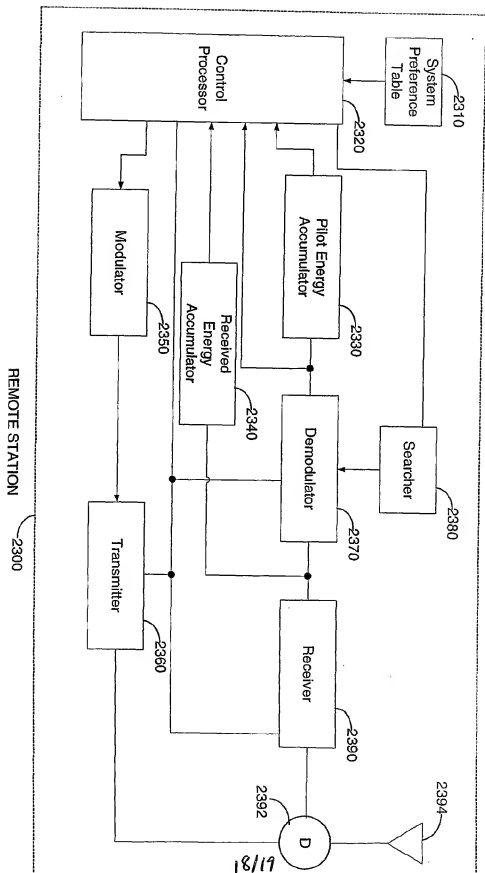 System
Preference
Table
2310
Control
Processor
2320
Pilot Energy
Accumulator
2330
Received
Energy
Accumulator
2340
Modulator
2350
Searcher
2380
Demodulator
2370
Transmitter
2360
Receiver
2390
D
2392
2394
18/19
REMOTE STATION
2300